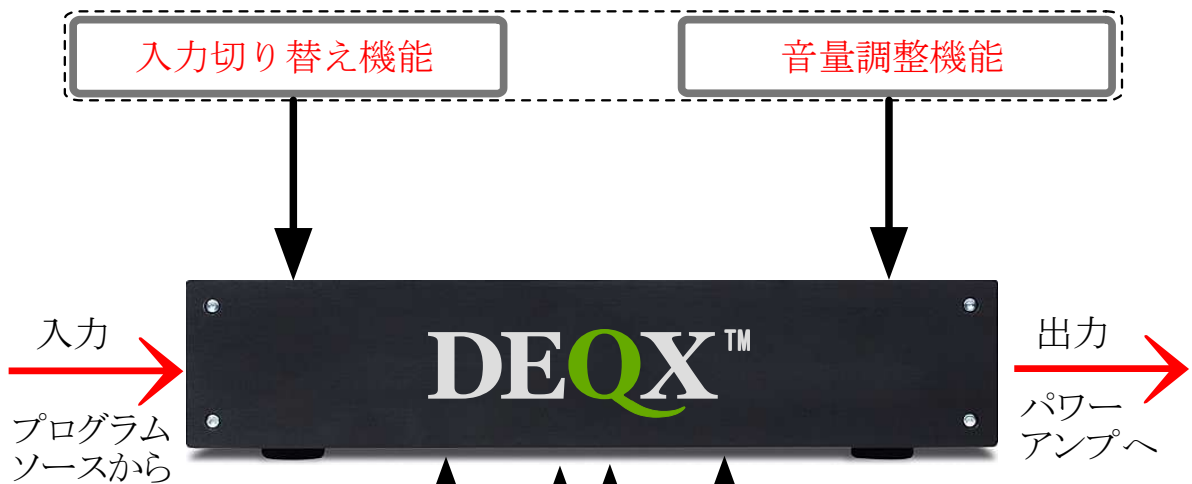 入力切り替え機能
音量調整機能
入力
プログラム
ソースから
DEQX™
出力
パワー
アンプへ